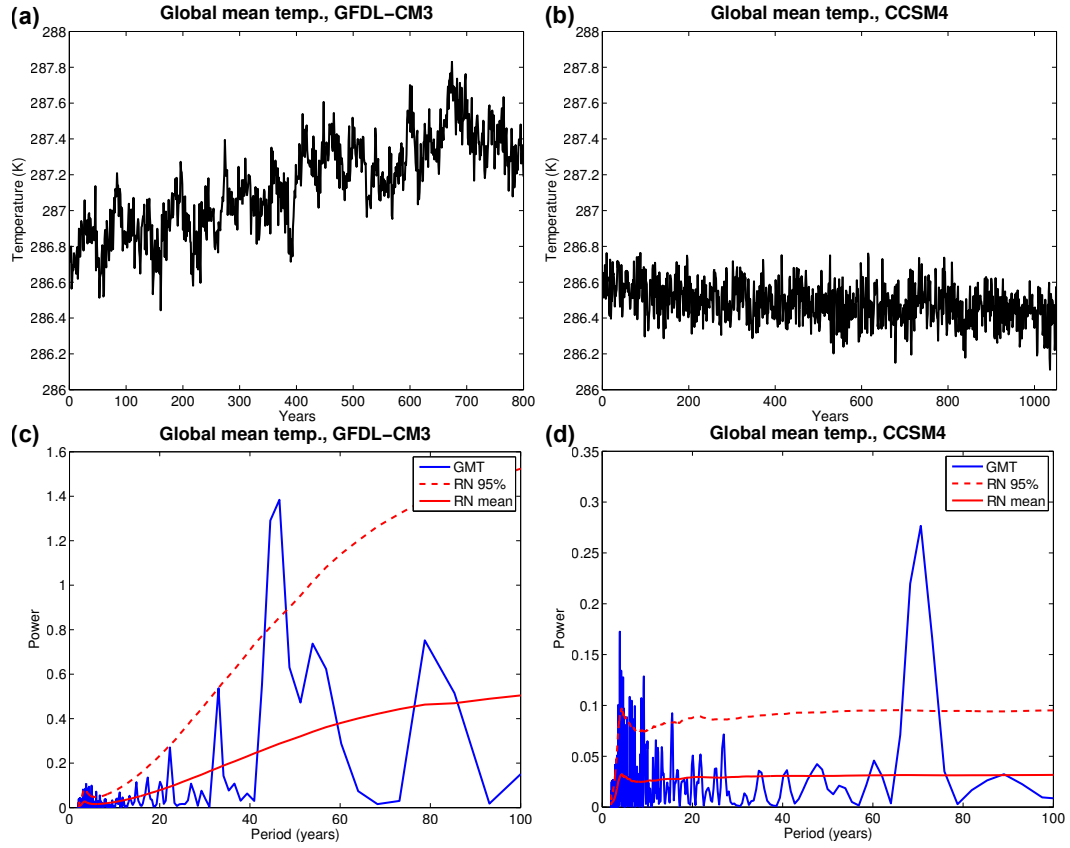 (a) Global mean temp., GFDL−CM3
288
287.8
287.6
287.4
287.2
287
286.8
286.6
286.4
286.2
286
Temperature (K)
0 100 200 300 400 500 600 700 800
Years
(b) Global mean temp., CCSM4
288
287.8
287.6
287.4
287.2
287
286.8
286.6
286.4
286.2
286
Temperature (K)
0 200 400 600 800 1000
Years
(c) Global mean temp., GFDL−CM3
1.6
1.4
1.2
1
0.8
0.6
0.4
0.2
0
Power
GMT
RN 95%
RN mean
0 20 40 60 80 100
Period (years)
(d) Global mean temp., CCSM4
0.35
0.3
0.25
0.2
0.15
0.1
0.05
0
Power
GMT
RN 95%
RN mean
0 20 40 60 80 100
Period (years)